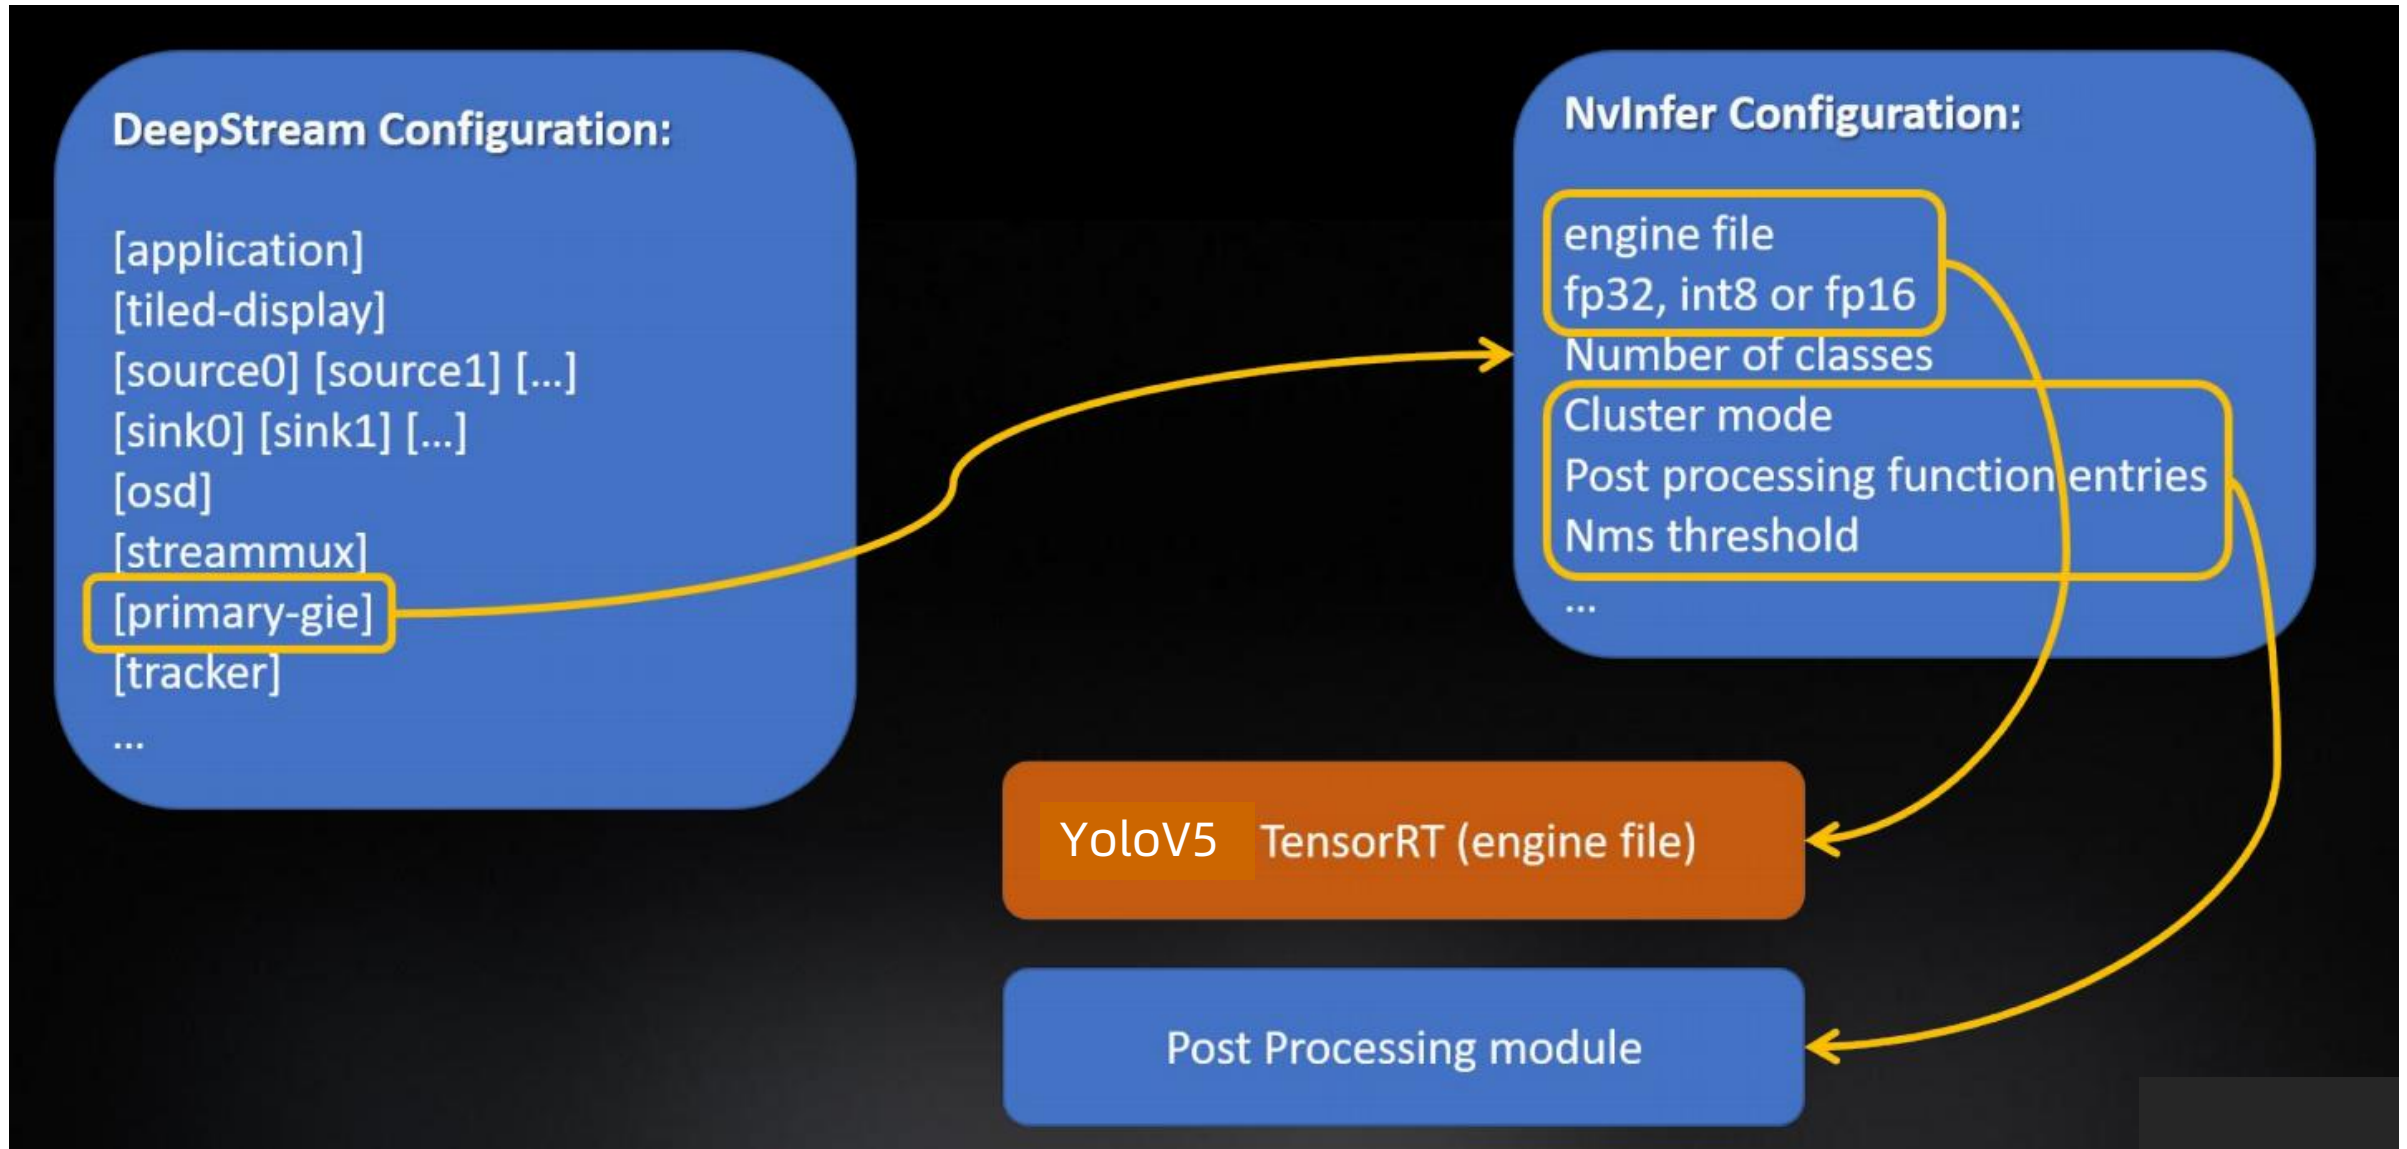 DeepStream Configuration:
[application]
[tiled-display]
[source0] [source1] [...]
[sink0] [sink1] [...]
[osd]
[streammux]
[primary-gie]
[tracker]
...
NvInfer Configuration:
engine file
fp32, int8 or fp16
Number of classes
Cluster mode
Post processing function entries
Nms threshold
...
YoloV5 TensorRT (engine file)
Post Processing module